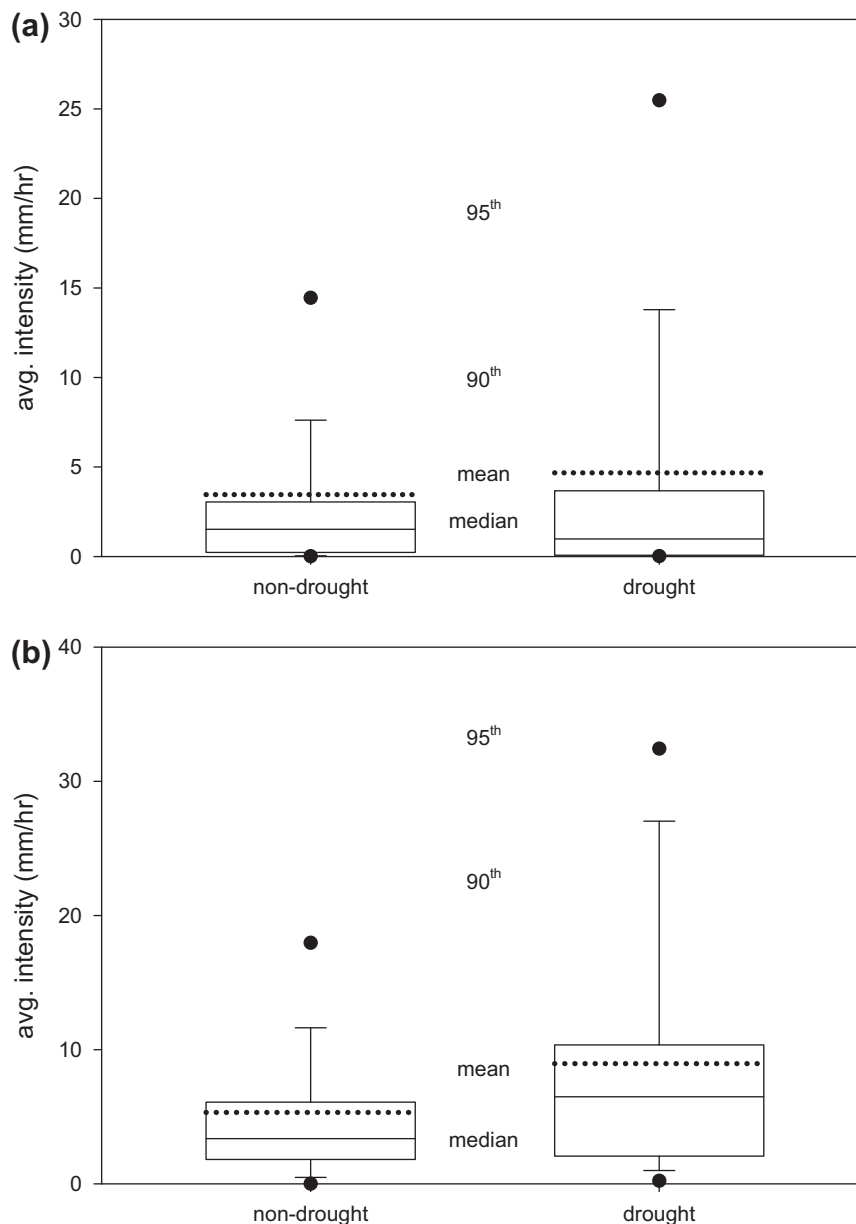 (a)
30
25
20
15
10
5
0
avg. intensity (mm/hr)
95th
90th
mean
median
non-drought
drought
(b)
40
30
20
10
0
avg. intensity (mm/hr)
95th
90th
mean
median
non-drought
drought